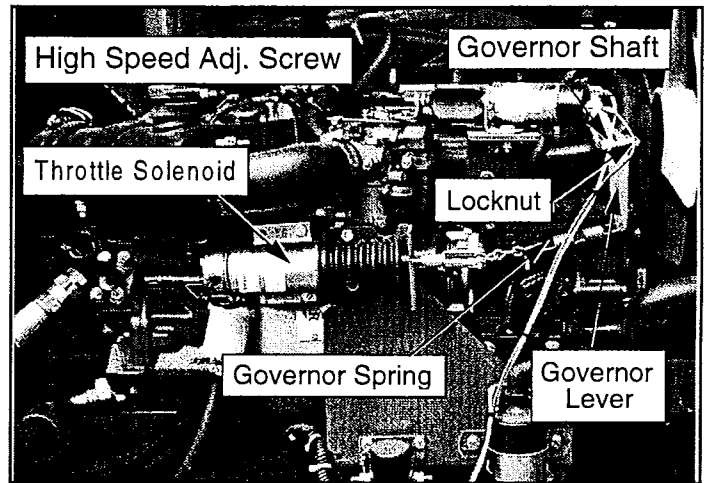 High Speed Adj. Screw
Governor Shaft
Throttle Solenoid
Locknut
Governor Spring
Governor
Lever